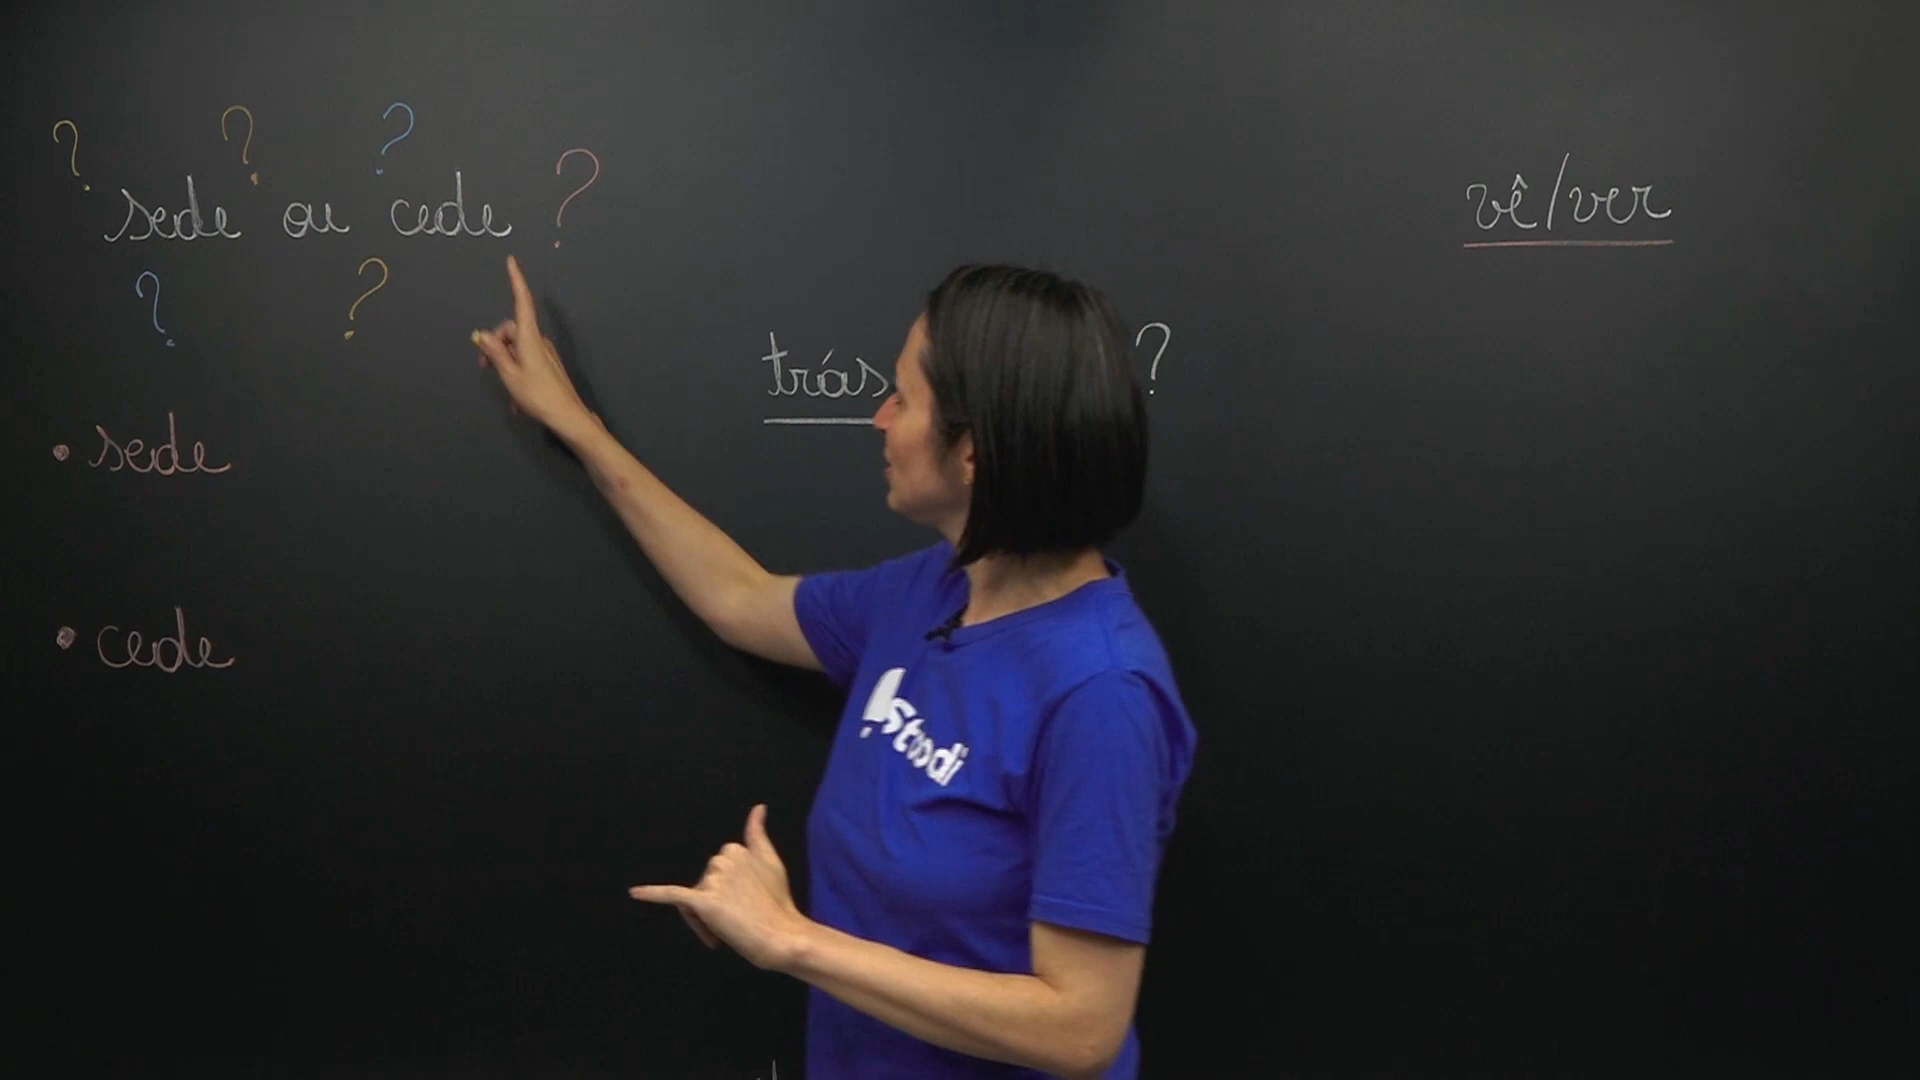 ? ? ?
sede ou cede ?
? ?
• sede
• cede
trás ?
vê/ver
stoodi